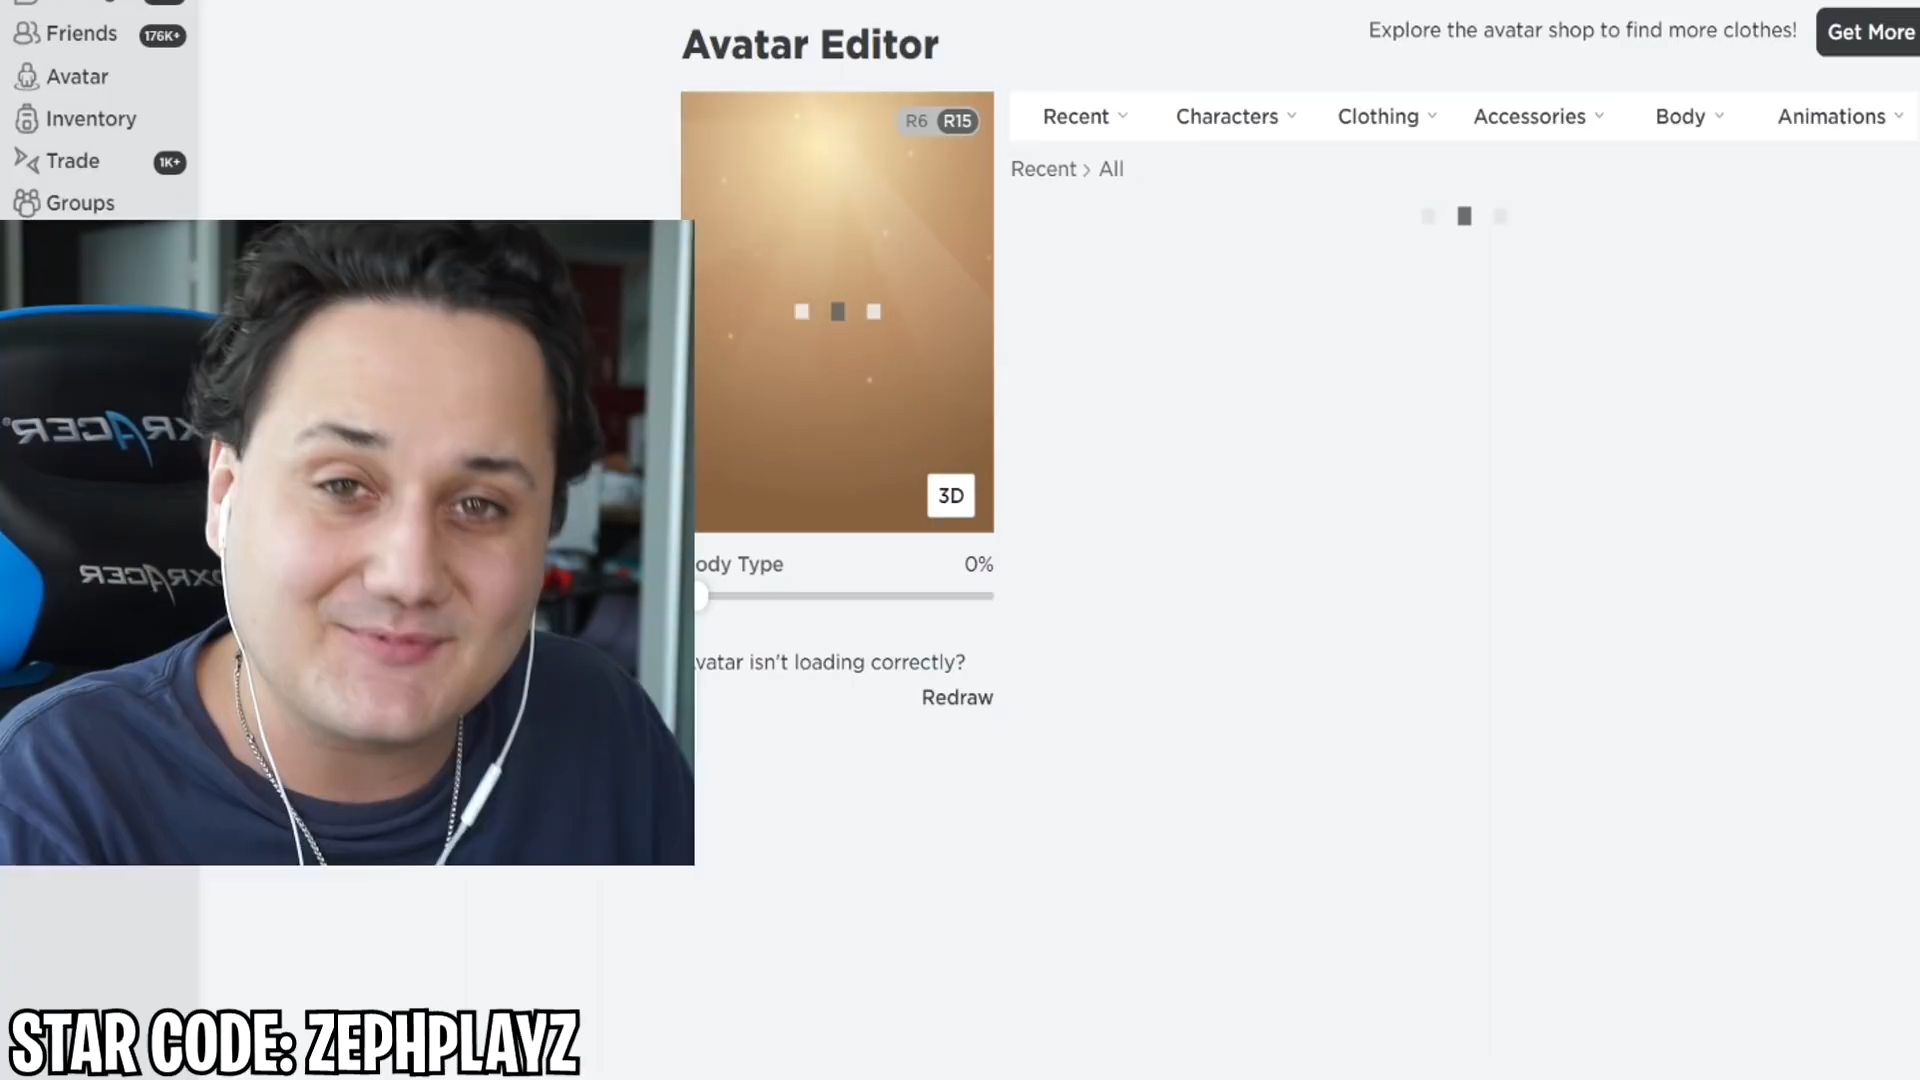 Friends 176K+
Avatar
Inventory
Trade 1K+
Groups
Avatar Editor
Explore the avatar shop to find more clothes! Get More
R6 R15
Recent Characters Clothing Accessories Body Animations
Recent > All
3D
ody Type 0%
vatar isn't loading correctly?
Redraw
DXRACER
DXRACER
STAR CODE: ZEPHPLAYZ